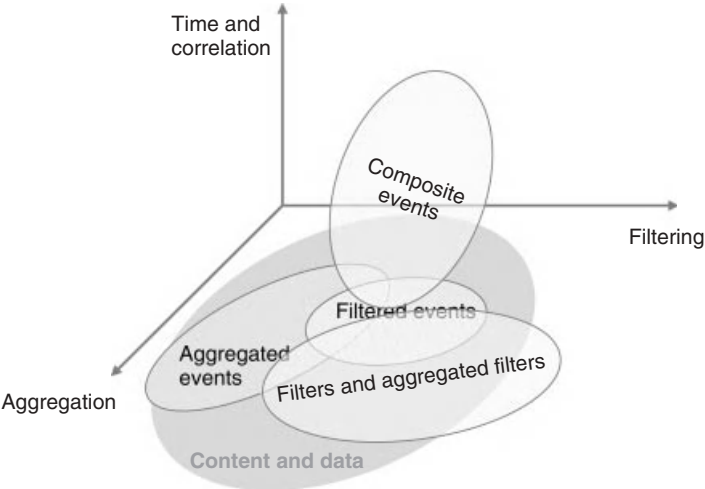 Time and
correlation
Composite
events
Filtering
Filtered events
Aggregated
events
Filters and aggregated filters
Aggregation
Content and data